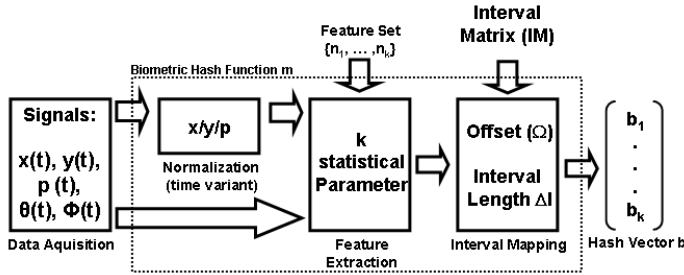 Feature Set
{n1, … ,nk}
Interval
Matrix (IM)
Biometric Hash Function m
Signals:
x(t), y(t),
p (t),
θ(t), Φ(t)
Data Aquisition
x/y/p
Normalization
(time variant)
k
statistical
Parameter
Feature
Extraction
Offset (Ω)
Interval
Length ΔI
Interval Mapping
b1
.
.
.
bk
Hash Vector b